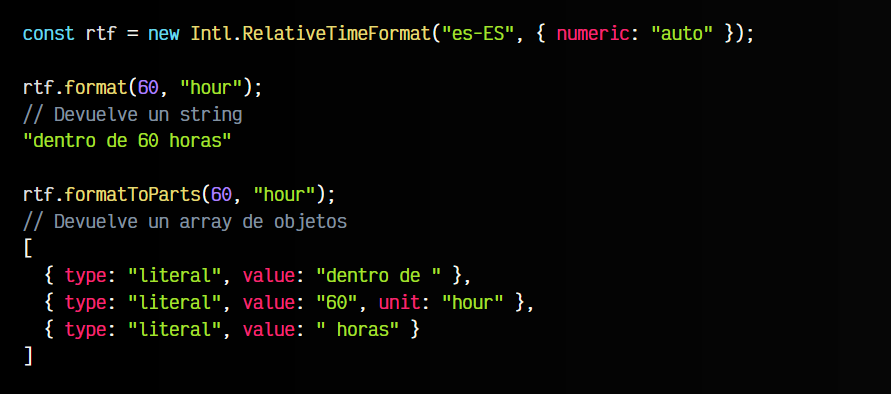 const rtf = new Intl.RelativeTimeFormat("es-ES", { numeric: "auto" });
rtf.format(60, "hour");
// Devuelve un string
"dentro de 60 horas"
rtf.formatToParts(60, "hour");
// Devuelve un array de objetos
[
{ type: "literal", value: "dentro de " },
{ type: "literal", value: "60", unit: "hour" },
{ type: "literal", value: " horas" }
]